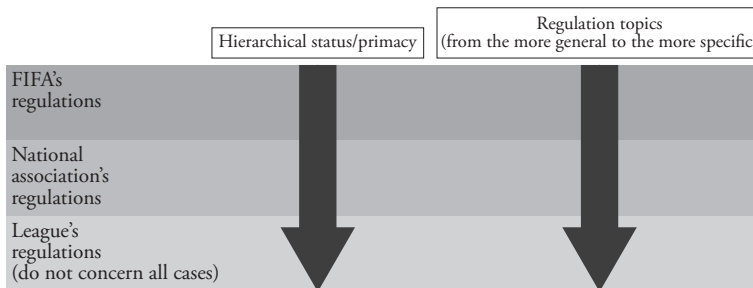 Hierarchical status/primacy
Regulation topics
(from the more general to the more specific
FIFA's
regulations
National
association's
regulations
League's
regulations
(do not concern all cases)